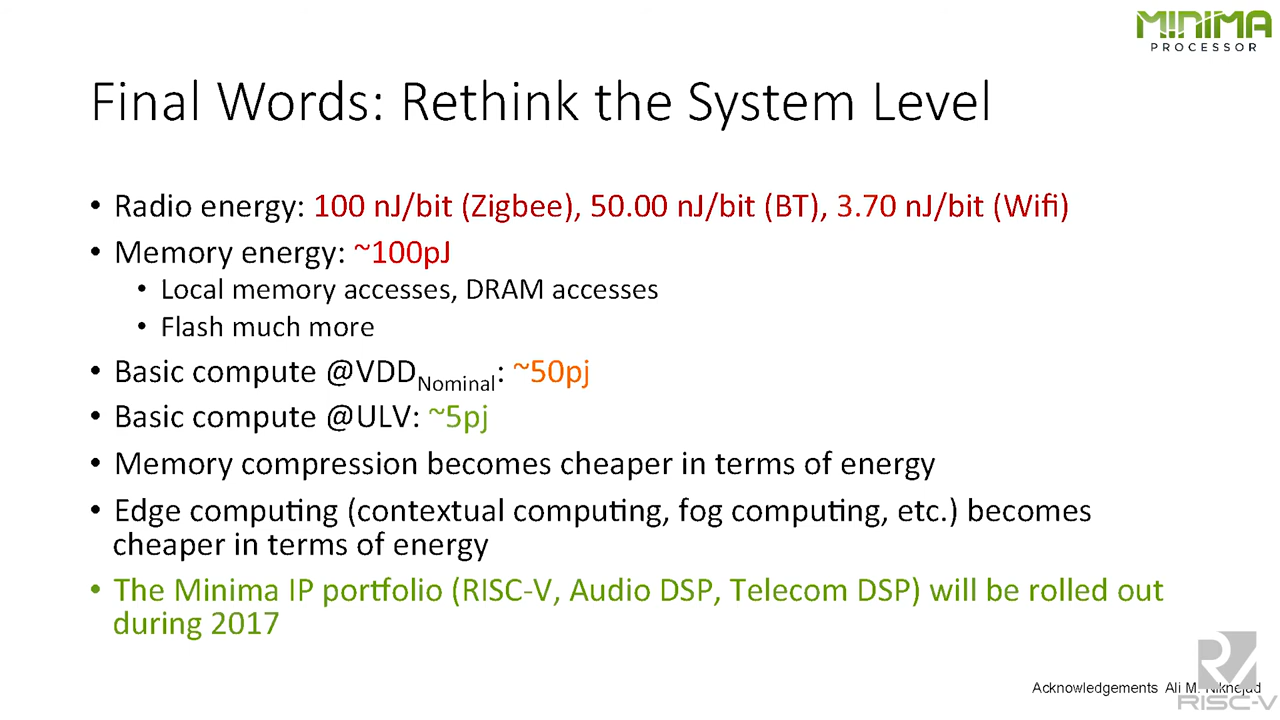 MINIMA
PROCESSOR
Final Words: Rethink the System Level
• Radio energy: 100 nJ/bit (Zigbee), 50.00 nJ/bit (BT), 3.70 nJ/bit (Wifi)
• Memory energy: ~100pJ
• Local memory accesses, DRAM accesses
• Flash much more
• Basic compute @VDDNominal: ~50pj
• Basic compute @ULV: ~5pj
• Memory compression becomes cheaper in terms of energy
• Edge computing (contextual computing, fog computing, etc.) becomes
cheaper in terms of energy
• The Minima IP portfolio (RISC-V, Audio DSP, Telecom DSP) will be rolled out
during 2017
Acknowledgements Ali M. Niknejad
RISC-V